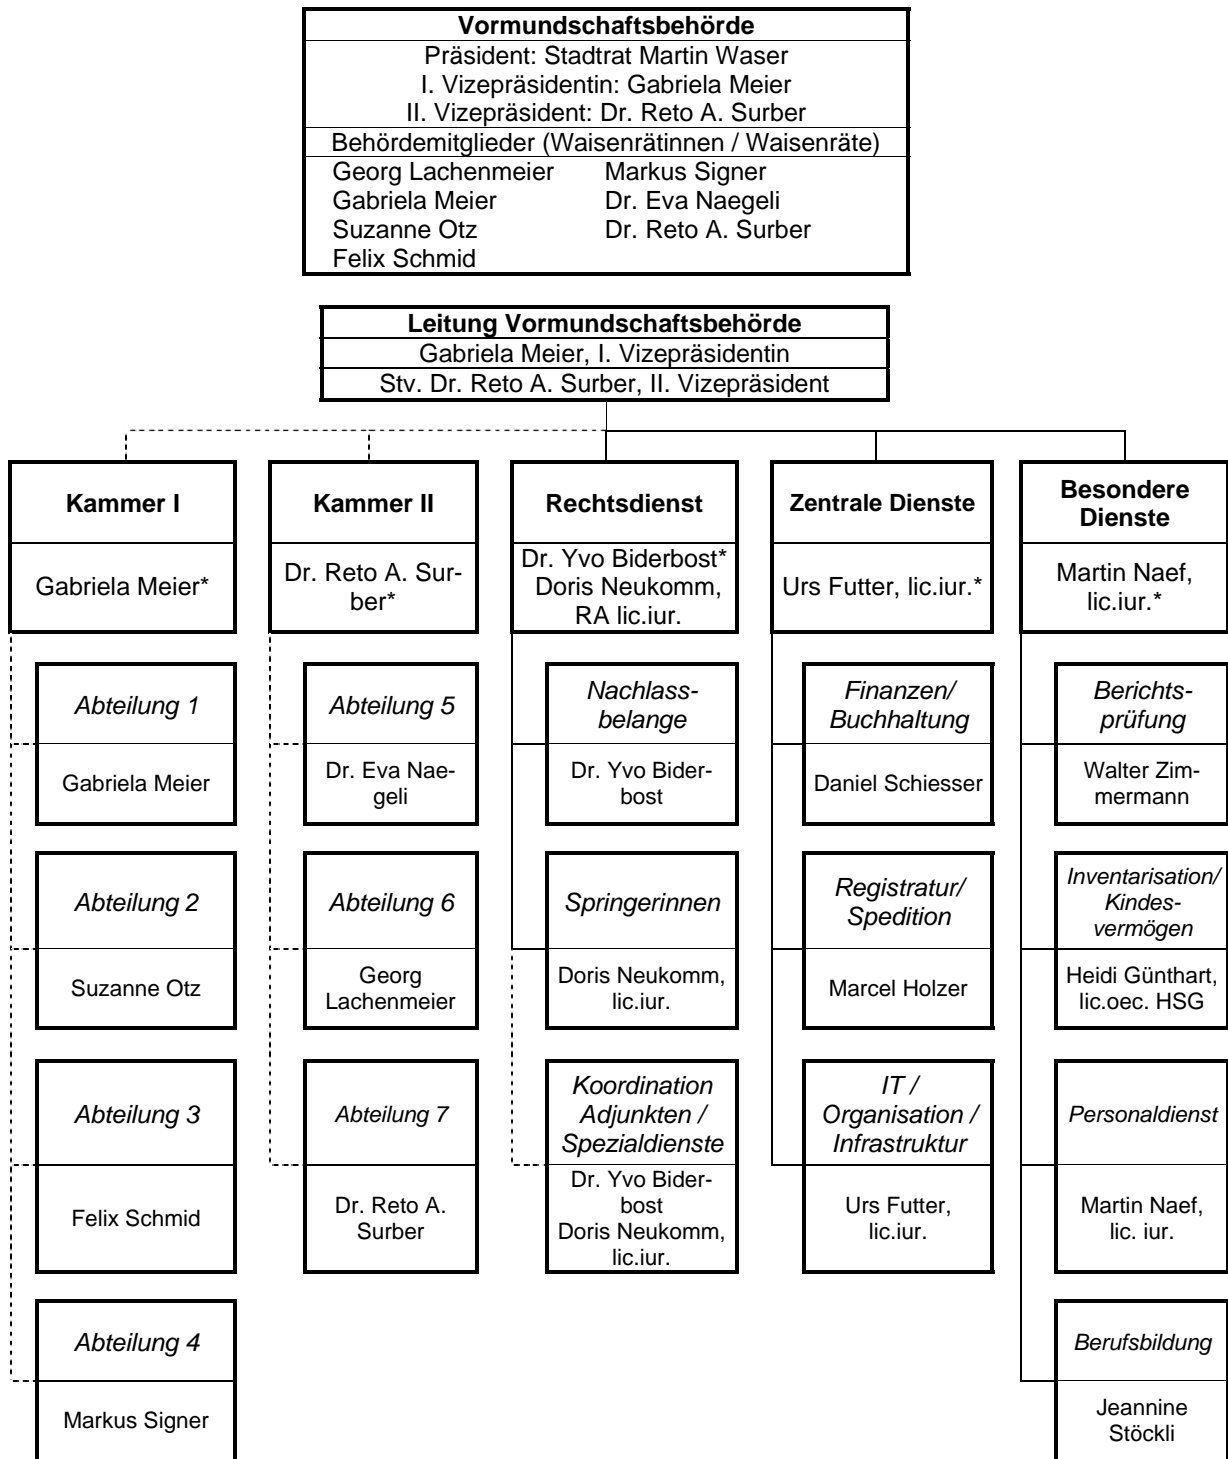 Vormundschaftsbehörde
Präsident: Stadtrat Martin Waser
I. Vizepräsidentin: Gabriela Meier
II. Vizepräsident: Dr. Reto A. Surber
Behördemitglieder (Waisenrätinnen / Waisenräte)
Georg Lachenmeier Markus Signer
Gabriela Meier Dr. Eva Naegeli
Suzanne Otz Dr. Reto A. Surber
Felix Schmid
Leitung Vormundschaftsbehörde
Gabriela Meier, I. Vizepräsidentin
Stv. Dr. Reto A. Surber, II. Vizepräsident
Kammer I
Gabriela Meier*
Kammer II
Dr. Reto A. Sur-
ber*
Rechtsdienst
Dr. Yvo Biderbost*
Doris Neukomm,
RA lic.iur.
Zentrale Dienste
Urs Futter, lic.iur.*
Besondere
Dienste
Martin Naef,
lic.iur.*
Abteilung 1
Gabriela Meier
Abteilung 5
Dr. Eva Nae-
geli
Nachlass-
belange
Dr. Yvo Bider-
bost
Finanzen/
Buchhaltung
Daniel Schiesser
Berichts-
prüfung
Walter Zim-
mermann
Abteilung 2
Suzanne Otz
Abteilung 6
Georg
Lachenmeier
Springerinnen
Doris Neukomm,
lic.iur.
Registratur/
Spedition
Marcel Holzer
Inventarisation/
Kindes-
vermögen
Heidi Günthart,
lic.oec. HSG
Abteilung 3
Felix Schmid
Abteilung 7
Dr. Reto A.
Surber
Koordination
Adjunkten /
Spezialdienste
Dr. Yvo Bider-
bost
Doris Neukomm,
lic.iur.
IT /
Organisation /
Infrastruktur
Urs Futter,
lic.iur.
Personaldienst
Martin Naef,
lic. iur.
Abteilung 4
Markus Signer
Berufsbildung
Jeannine
Stöckli